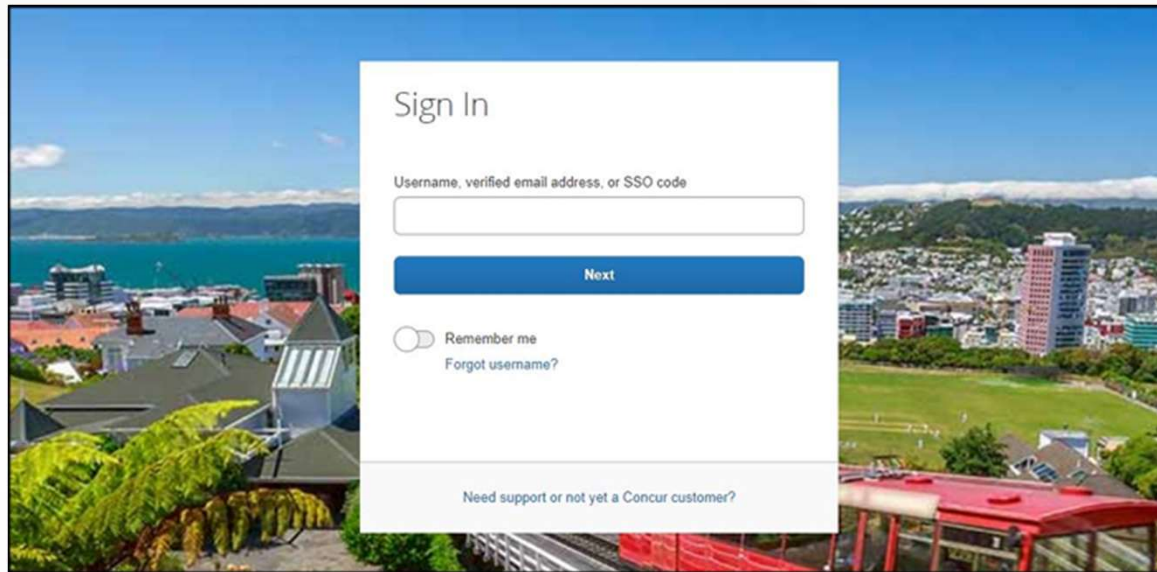 Sign In
Username, verified email address, or SSO code
Next
Remember me
Forgot username?
Need support or not yet a Concur customer?